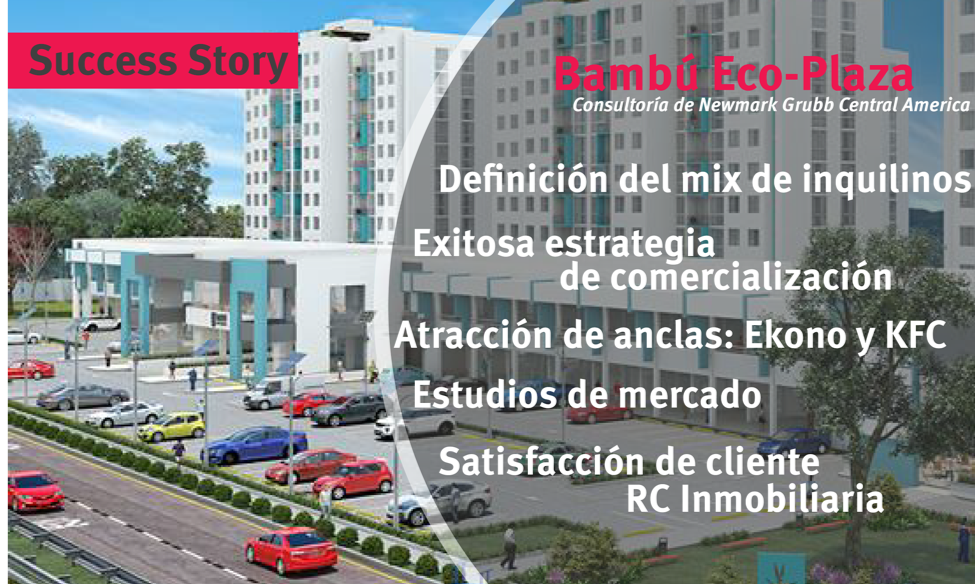 Success Story
Bambú Eco-Plaza
Consultoría de Newmark Grubb Central America
Definición del mix de inquilinos
Exitosa estrategia
de comercialización
Atracción de anclas: Ekono y KFC
Estudios de mercado
Satisfacción de cliente
RC Inmobiliaria